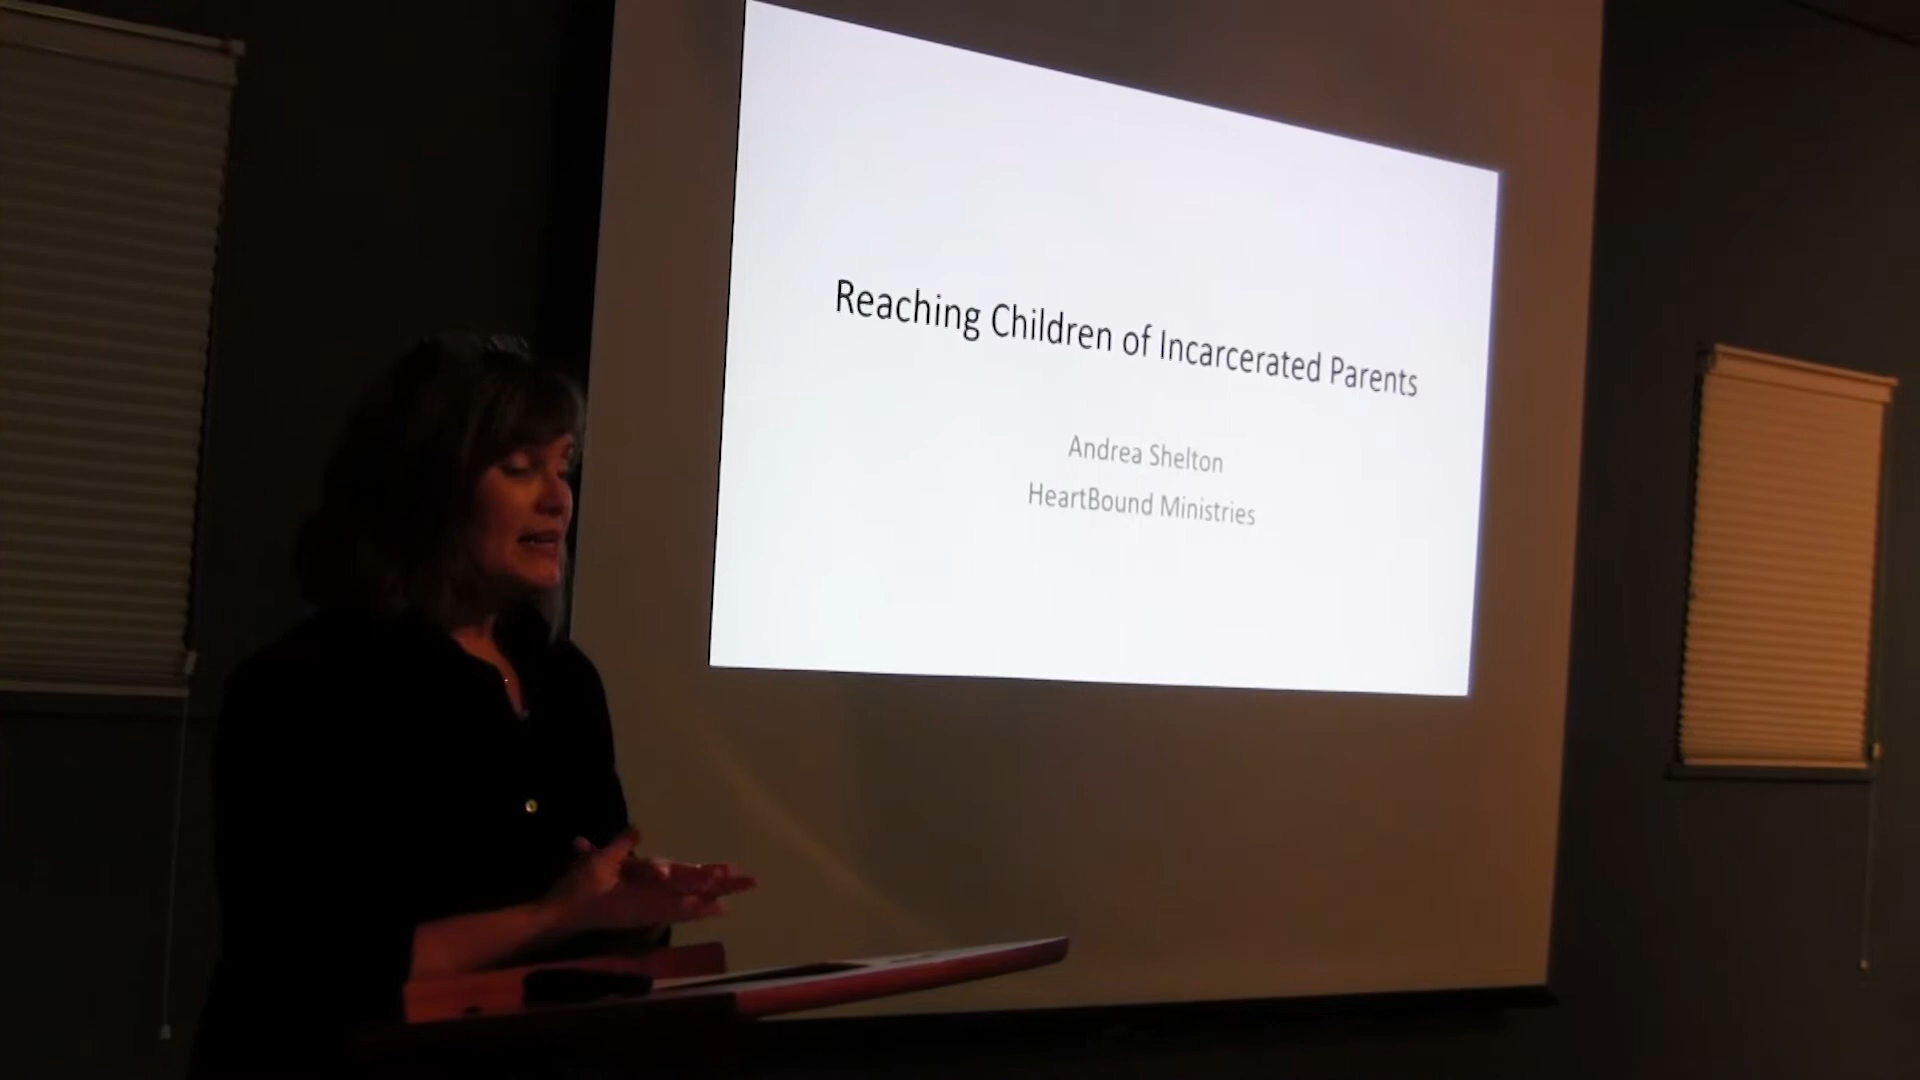 Reaching Children of Incarcerated Parents
Andrea Shelton
HeartBound Ministries